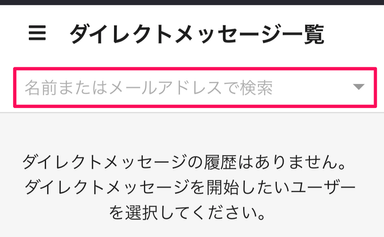 ダイレクトメッセージ一覧
名前またはメールアドレスで検索
ダイレクトメッセージの履歴はありません。
ダイレクトメッセージを開始したいユーザー
を選択してください。